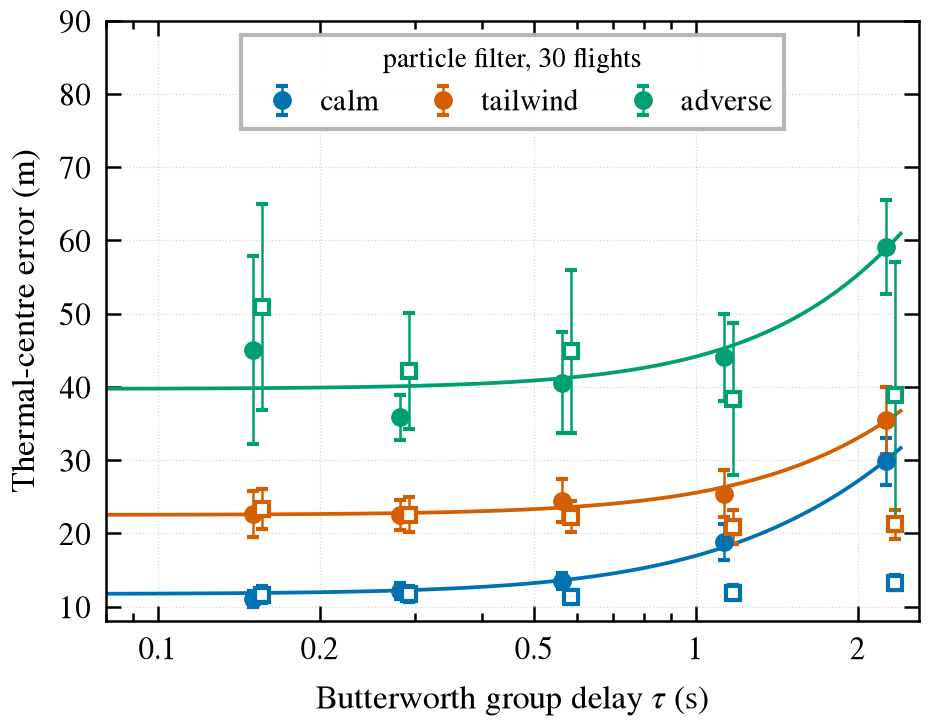 particle filter, 30 flights
calm tailwind adverse
Thermal-centre error (m)
90
80
70
60
50
40
30
20
10
0.1 0.2 0.5 1 2
Butterworth group delay τ (s)